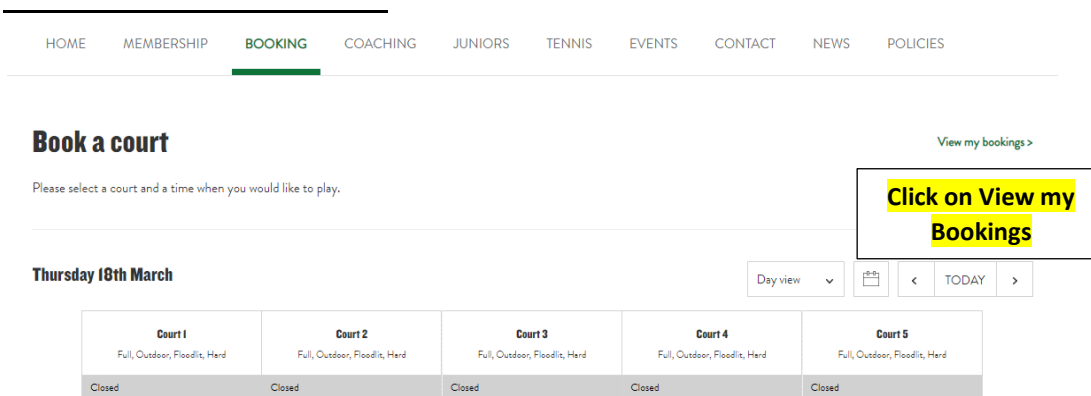 HOME MEMBERSHIP BOOKING COACHING JUNIORS TENNIS EVENTS CONTACT NEWS POLICIES
Book a court
View my bookings >
Please select a court and a time when you would like to play.
Click on View my
Bookings
Thursday 18th March
Day view
< TODAY >
Court 1 Court 2 Court 3 Court 4 Court 5
Full, Outdoor, Floodlit, Hard Full, Outdoor, Floodlit, Hard Full, Outdoor, Floodlit, Hard Full, Outdoor, Floodlit, Hard Full, Outdoor, Floodlit, Hard
Closed Closed Closed Closed Closed